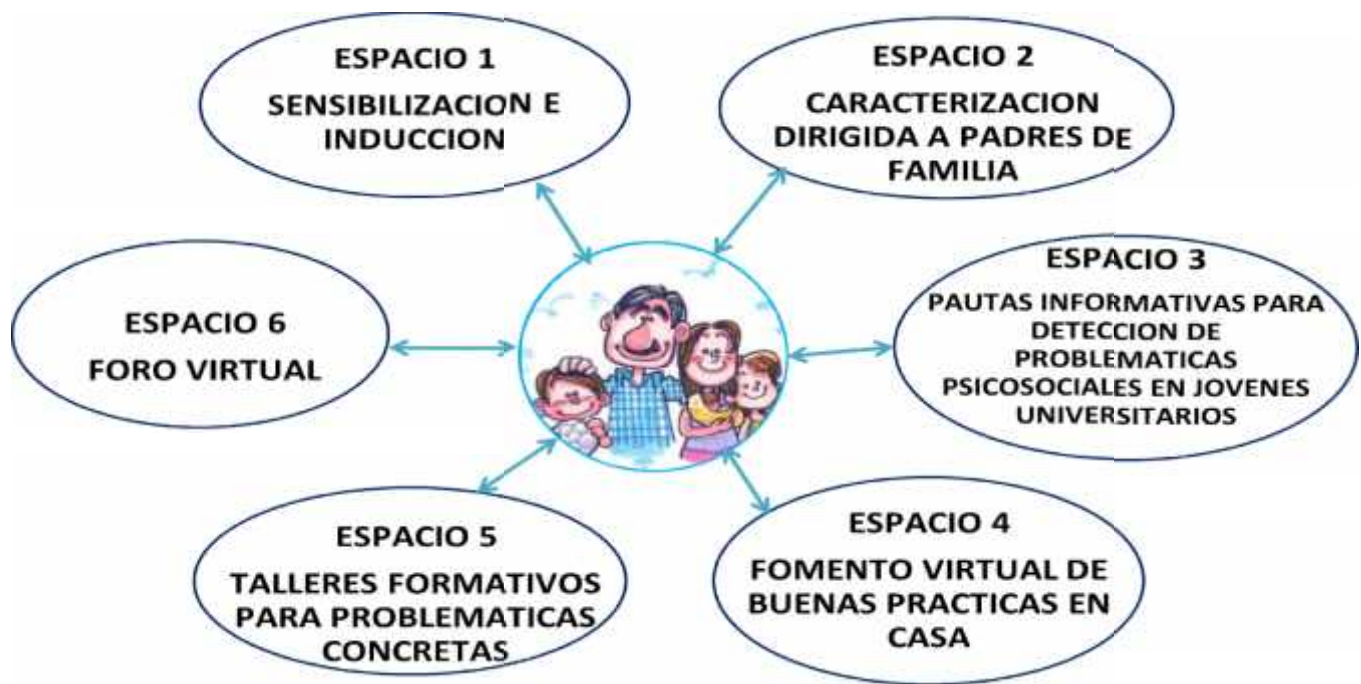 ESPACIO 1
SENSIBILIZACION E
INDUCCION
ESPACIO 2
CARACTERIZACION
DIRIGIDA A PADRES DE
FAMILIA
ESPACIO 3
PAUTAS INFORMATIVAS PARA
DETECCION DE
PROBLEMATICAS
PSICOSOCIALES EN JOVENES
UNIVERSITARIOS
ESPACIO 4
FOMENTO VIRTUAL DE
BUENAS PRACTICAS EN
CASA
ESPACIO 5
TALLERES FORMATIVOS
PARA PROBLEMATICAS
CONCRETAS
ESPACIO 6
FORO VIRTUAL